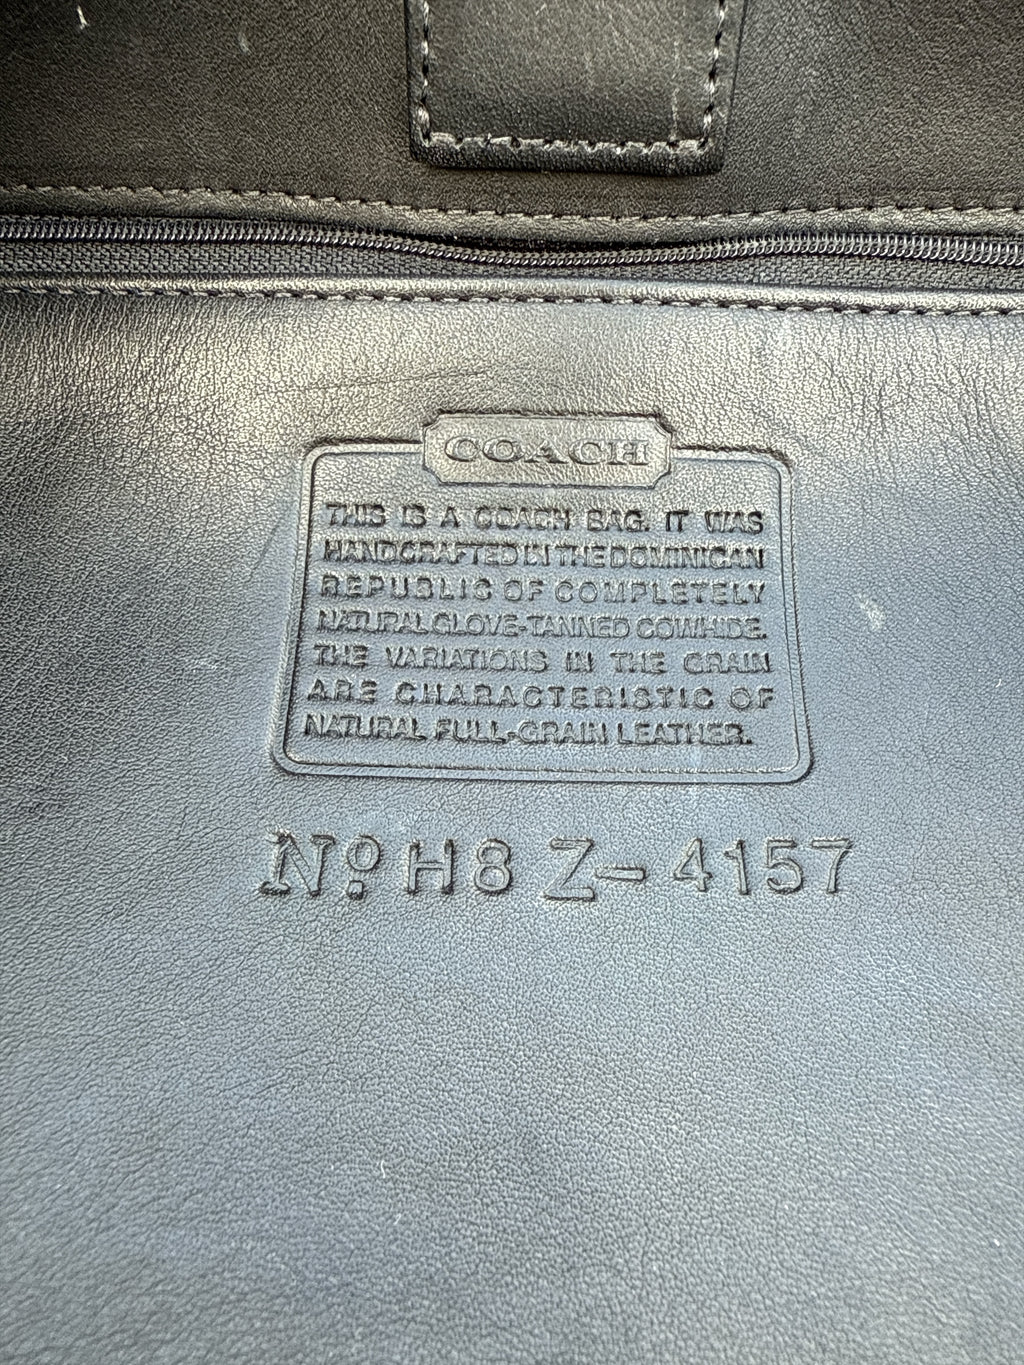 COACH
THIS IS A COACH BAG. IT WAS
HANDCRAFTED IN THE DOMINICAN
REPUBLIC OF COMPLETELY
NATURAL GLOVE-TANNED COWHIDE.
THE VARIATIONS IN THE GRAIN
ARE CHARACTERISTIC OF
NATURAL FULL-GRAIN LEATHER.
Nº H8 Z-4157